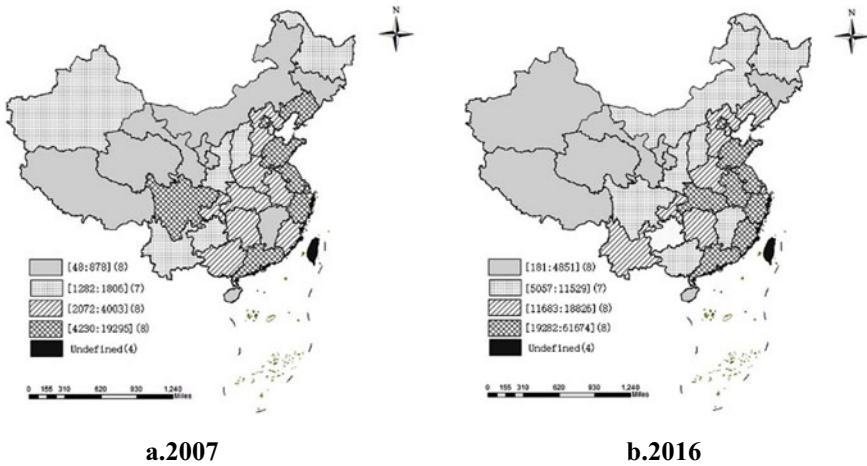 N
[48:878](8)
[1282:1806](7)
[2072:4003](8)
[4230:19295](8)
Undefined(4)
0 155 310 620 930 1,240
Miles
a.2007
N
[181:4851](8)
[5057:11529](7)
[11683:18826](8)
[19282:61674](8)
Undefined(4)
0 155 310 620 930 1,240
Miles
b.2016